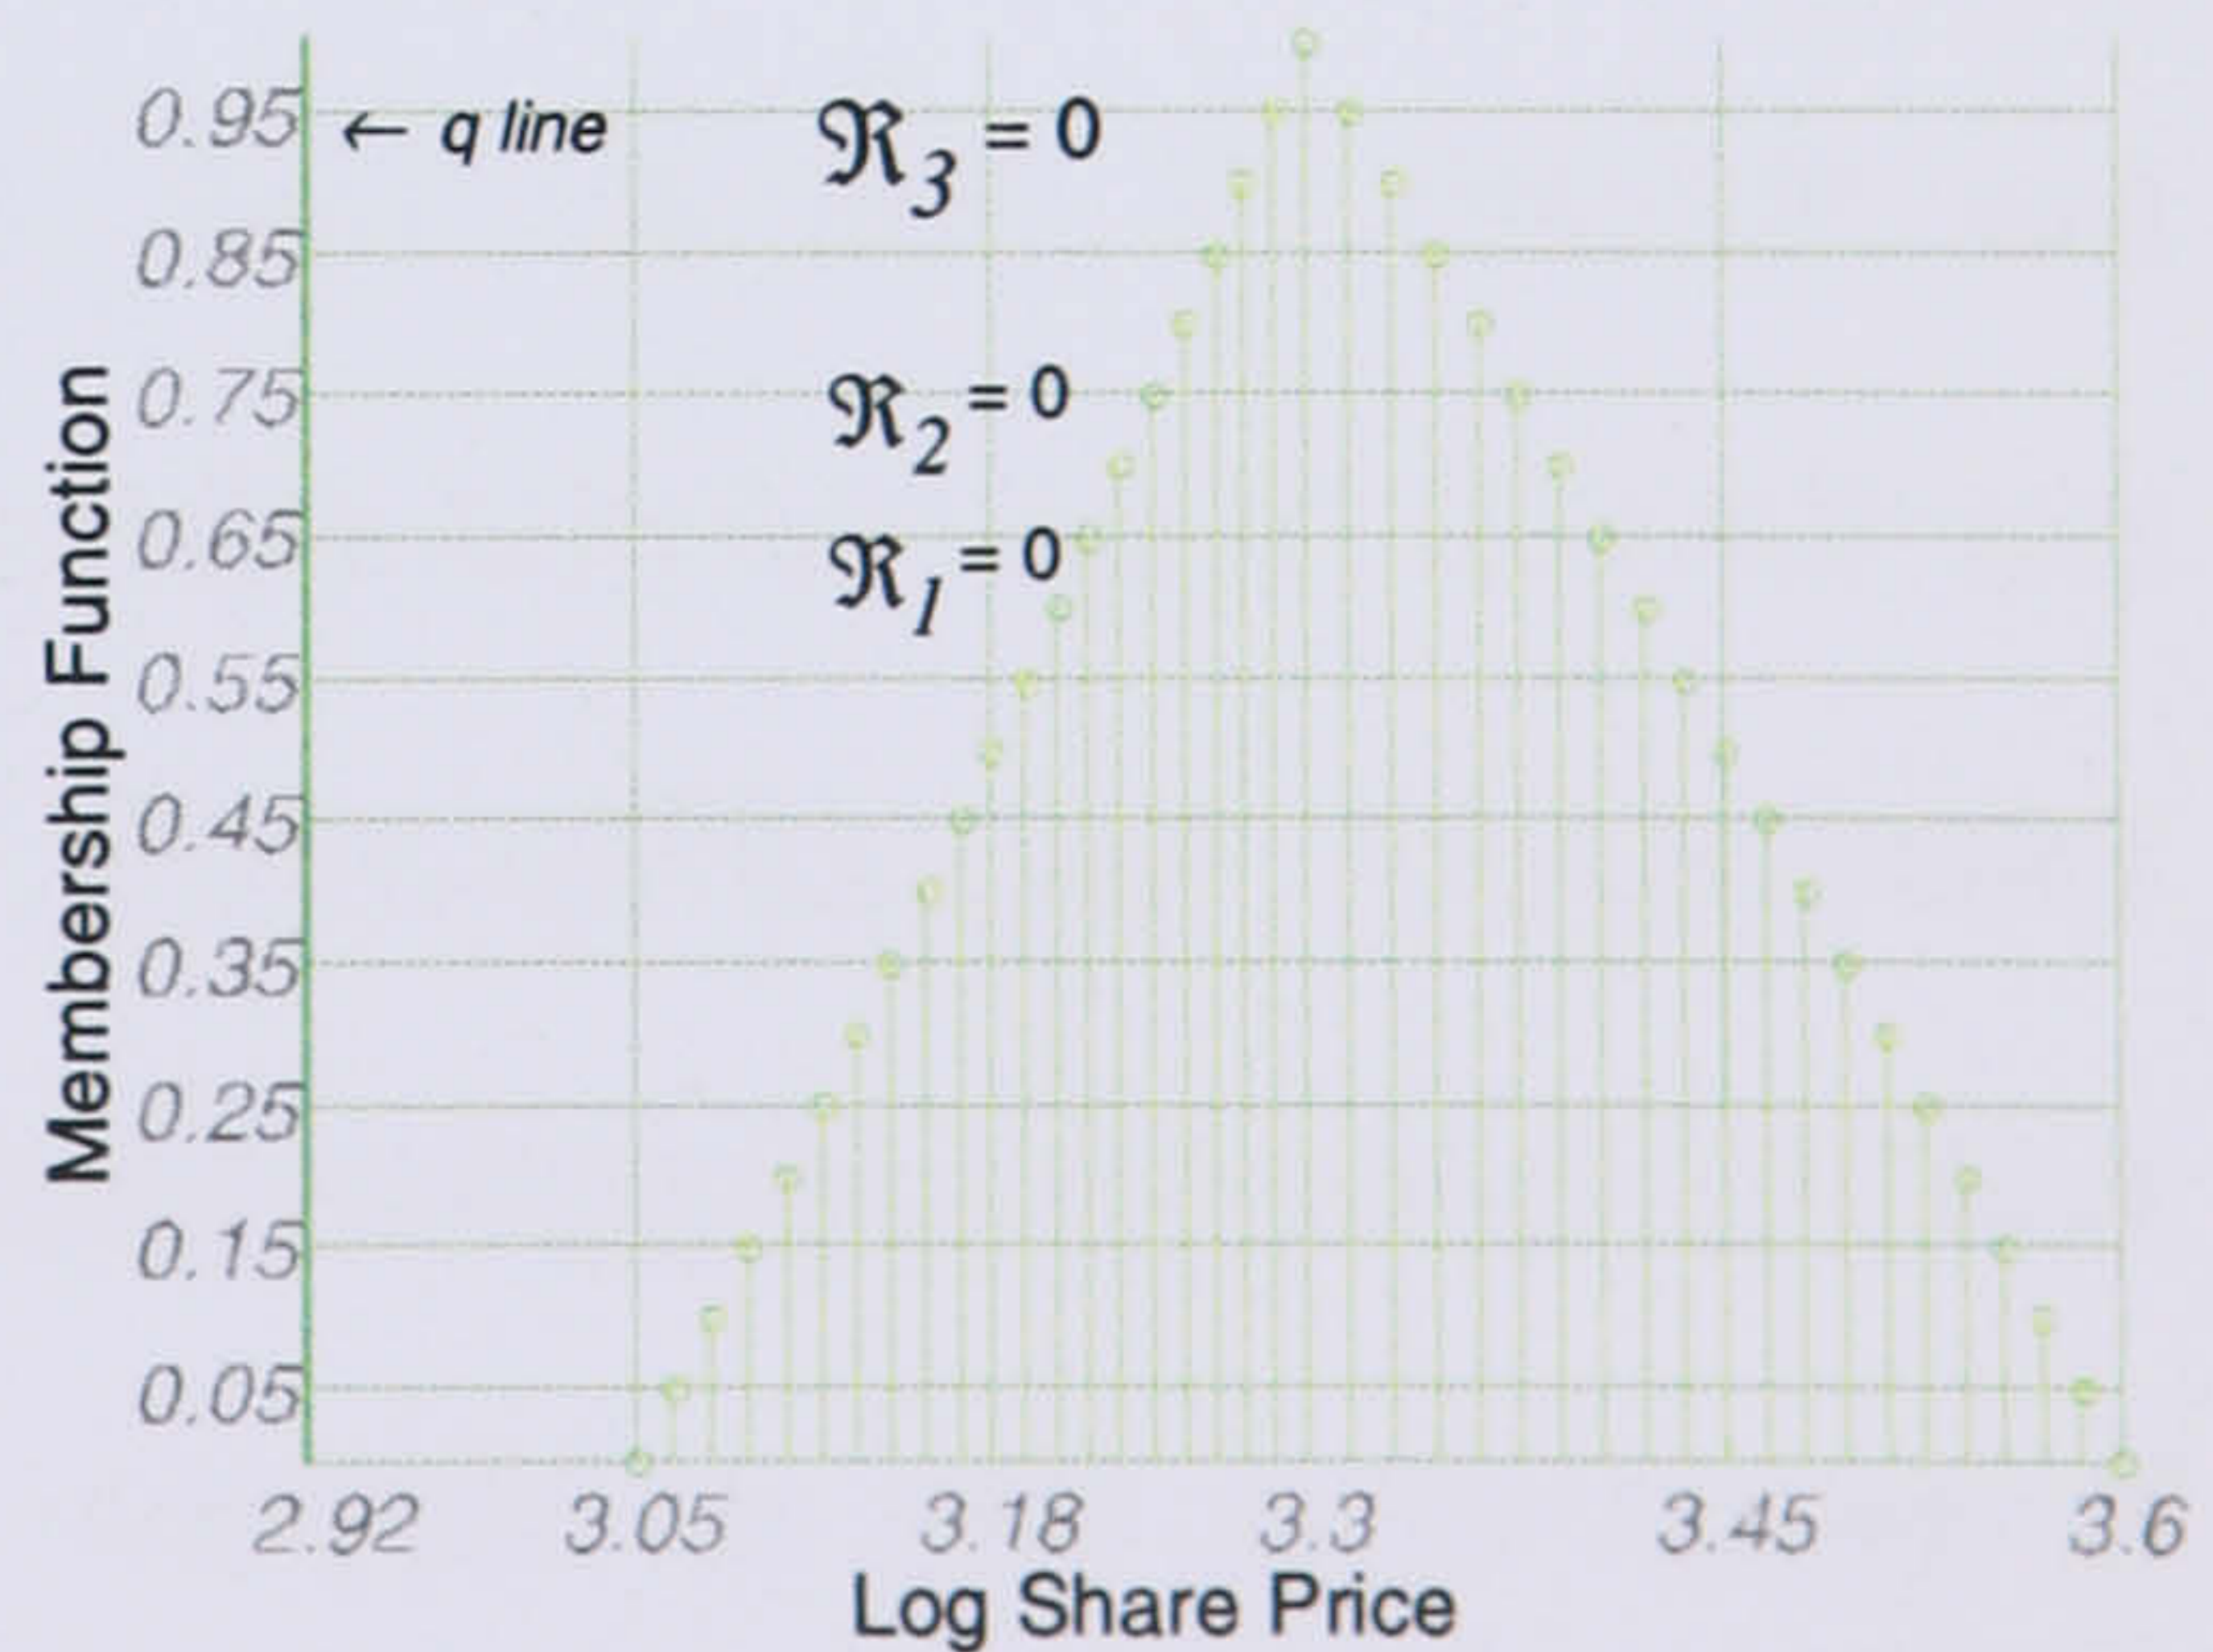 0.95
← q line
ℜ3 = 0
0.85
0.75
ℜ2 = 0
0.65
ℜ1 = 0
0.55
0.45
0.35
0.25
0.15
0.05
Membership Function
2.92 3.05 3.18 3.3 3.45 3.6
Log Share Price